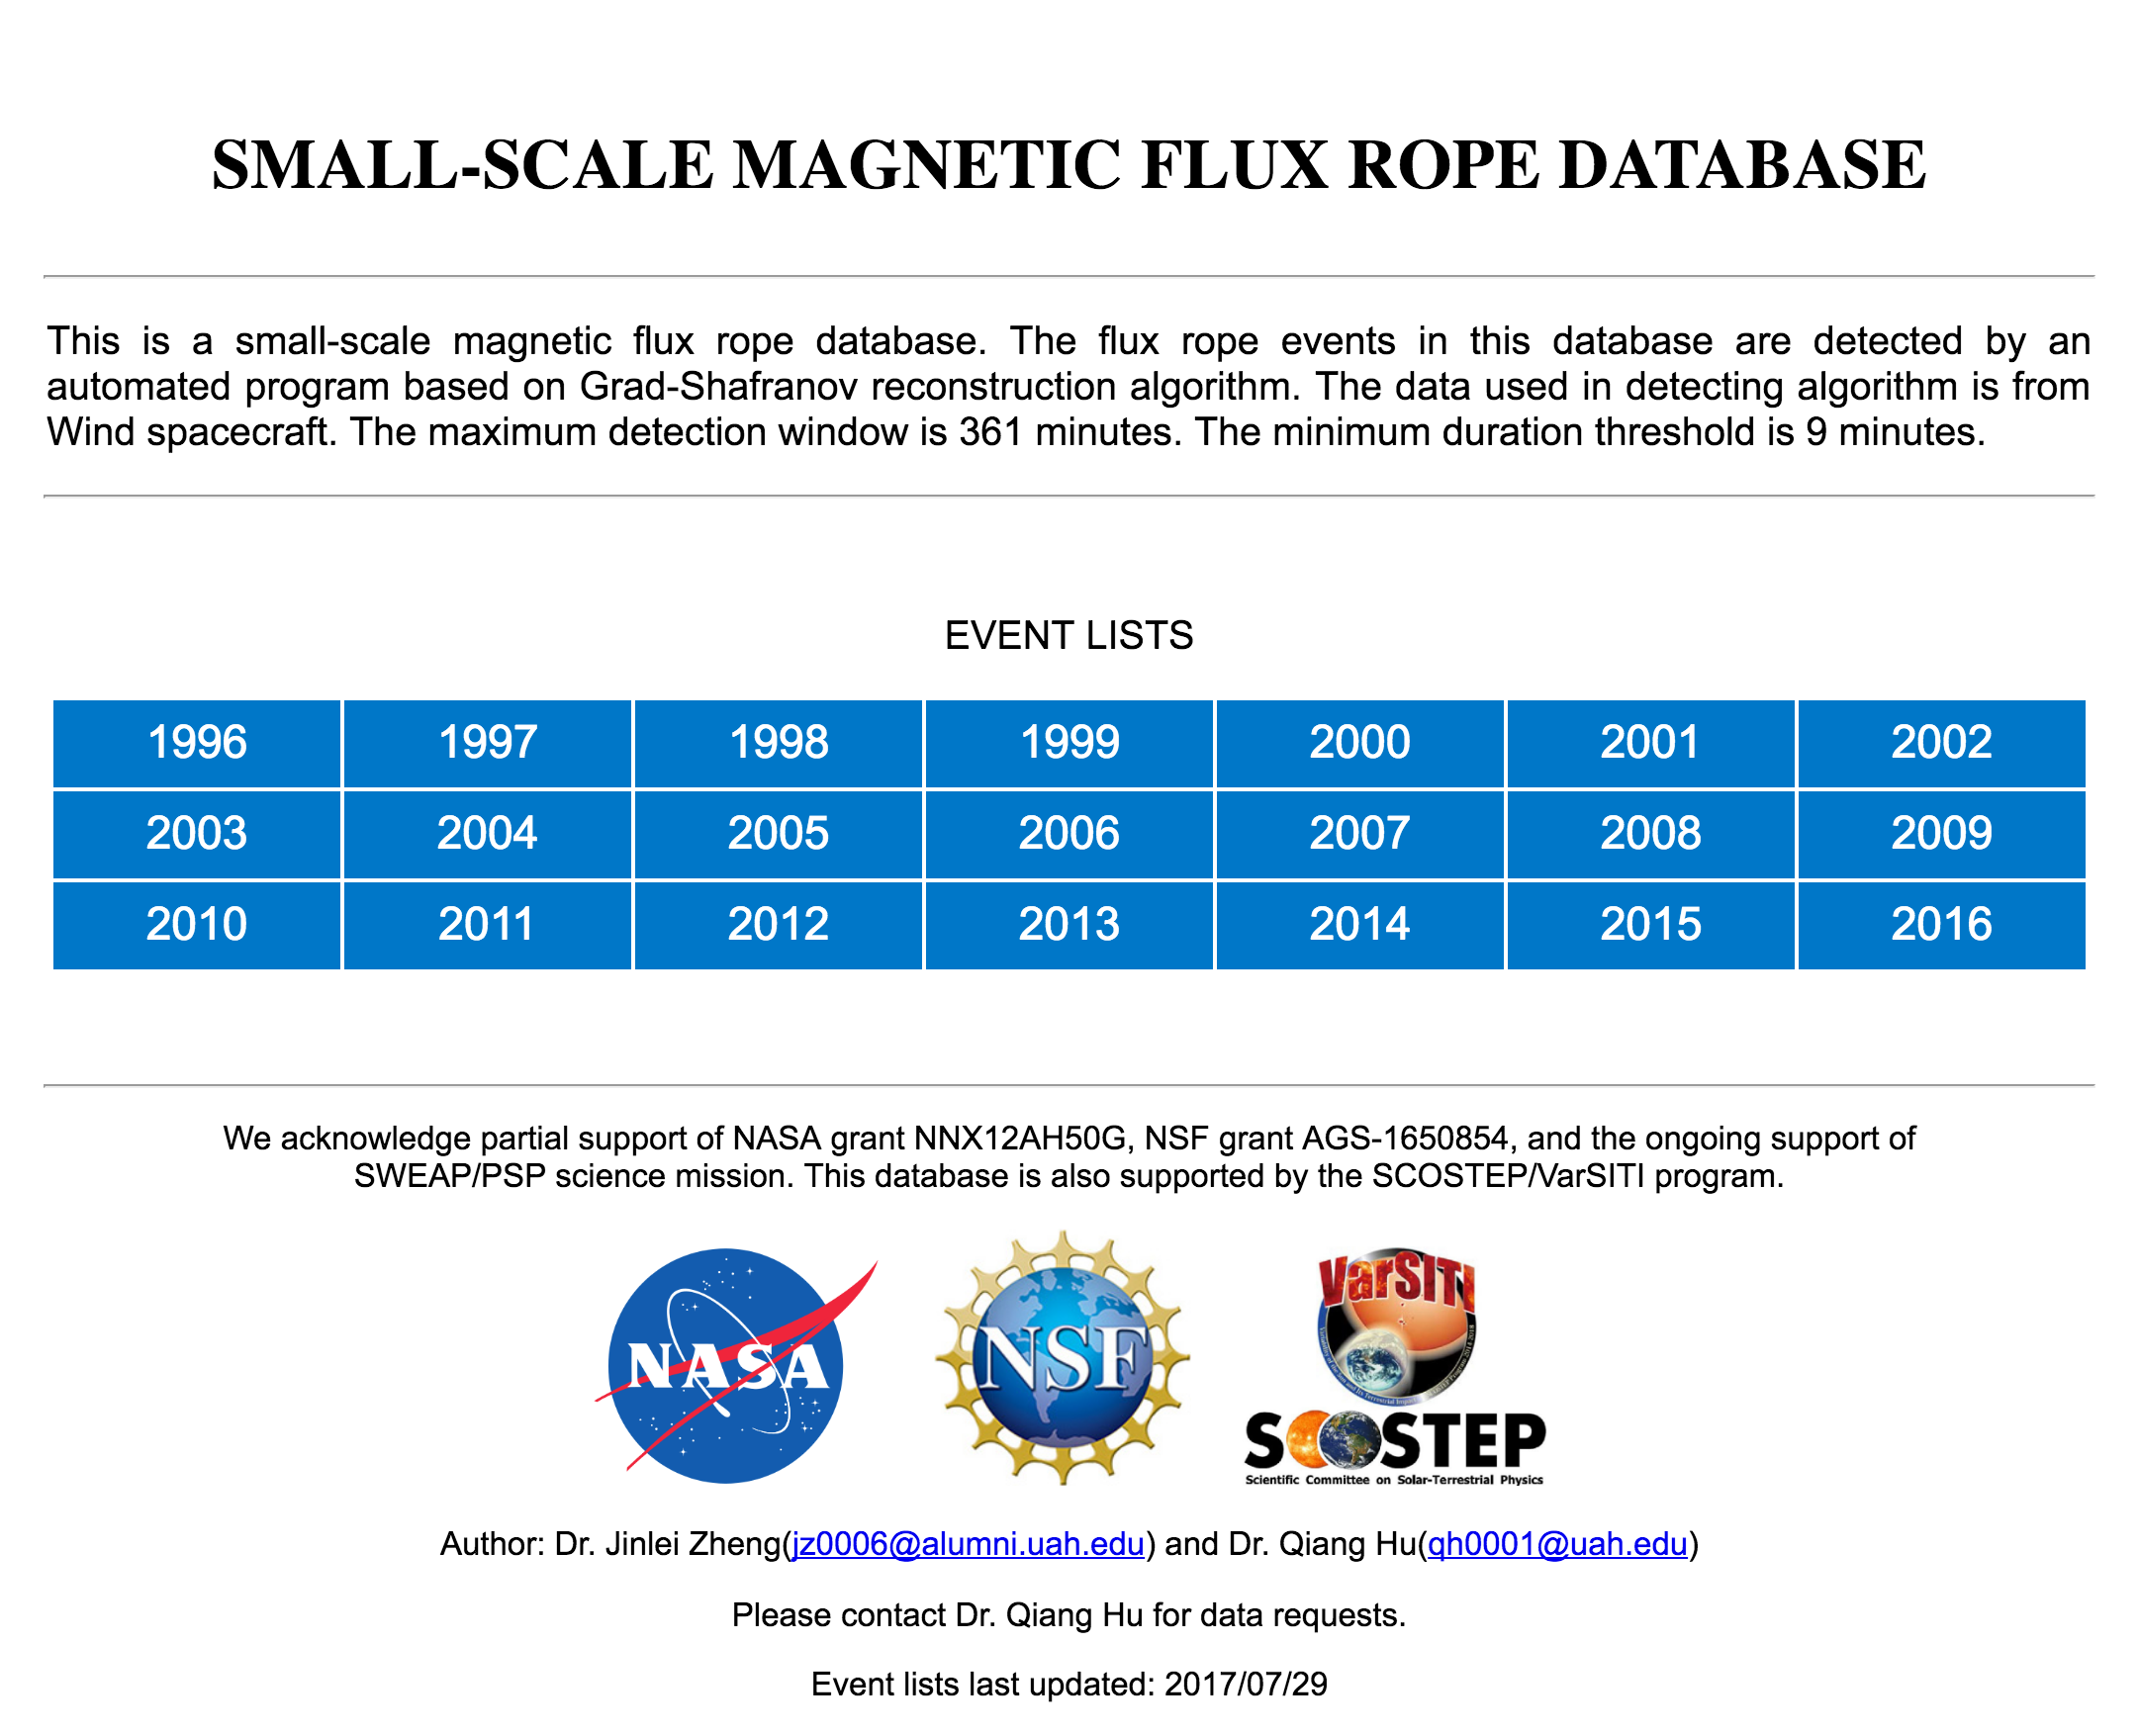 SMALL-SCALE MAGNETIC FLUX ROPE DATABASE
This is a small-scale magnetic flux rope database. The flux rope events in this database are detected by an
automated program based on Grad-Shafranov reconstruction algorithm. The data used in detecting algorithm is from
Wind spacecraft. The maximum detection window is 361 minutes. The minimum duration threshold is 9 minutes.
EVENT LISTS
1996 1997 1998 1999 2000 2001 2002
2003 2004 2005 2006 2007 2008 2009
2010 2011 2012 2013 2014 2015 2016
We acknowledge partial support of NASA grant NNX12AH50G, NSF grant AGS-1650854, and the ongoing support of
SWEAP/PSP science mission. This database is also supported by the SCOSTEP/VarSITI program.
NASA
NSF
VarSITI
SCOSTEP
Scientific Committee on Solar-Terrestrial Physics
Author: Dr. Jinlei Zheng(jz0006@alumni.uah.edu) and Dr. Qiang Hu(qh0001@uah.edu)
Please contact Dr. Qiang Hu for data requests.
Event lists last updated: 2017/07/29